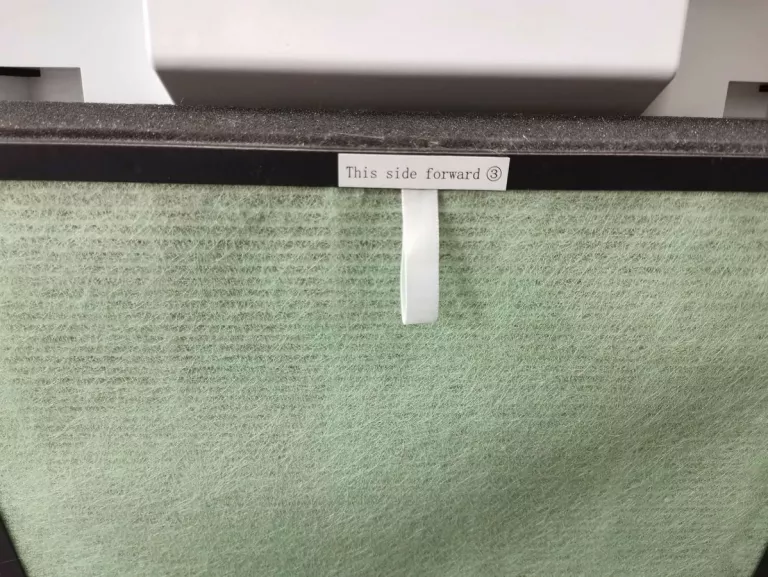 This side forward ③